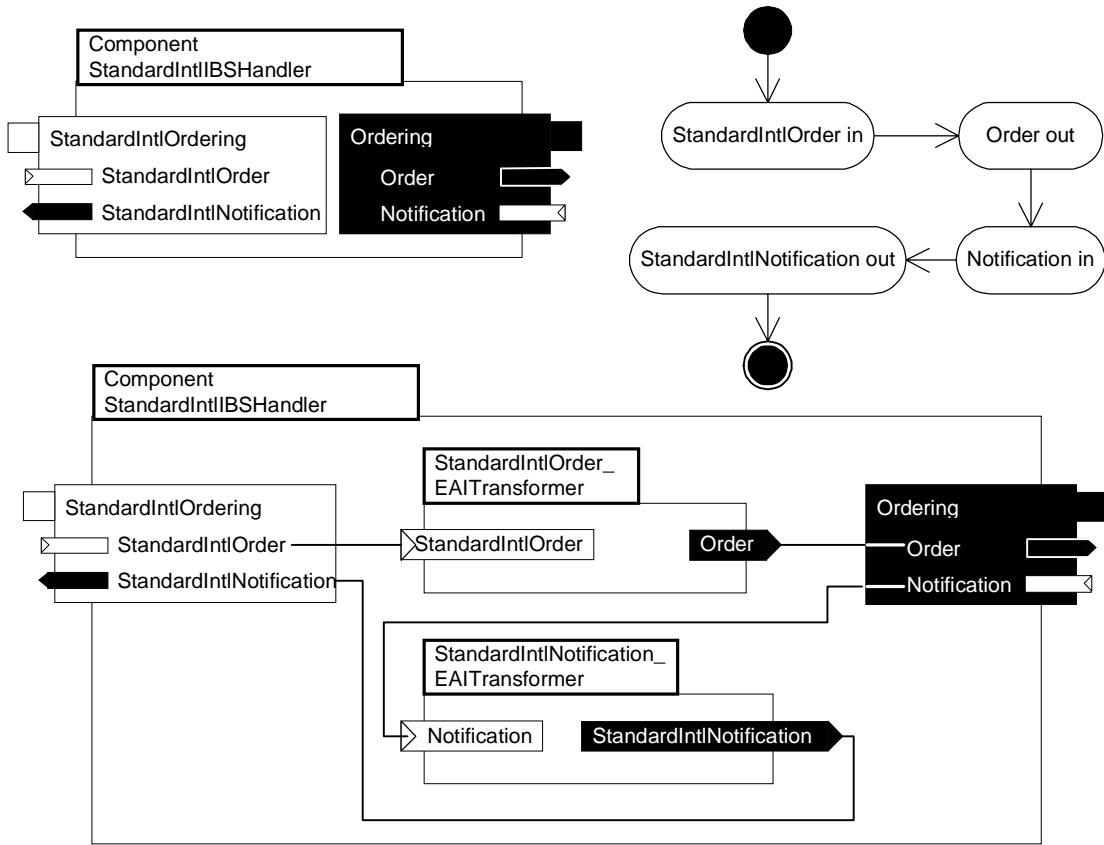 Component
StandardIntlIBSHandler
StandardIntlOrdering
StandardIntlOrder
StandardIntlNotification
Ordering
Order
Notification
StandardIntlOrder in
Order out
StandardIntlNotification out
Notification in
Component
StandardIntlIBSHandler
StandardIntlOrdering
StandardIntlOrder
StandardIntlNotification
StandardIntlOrder_
EAITransformer
StandardIntlOrder
Order
Ordering
Order
Notification
StandardIntlNotification_
EAITransformer
Notification
StandardIntlNotification